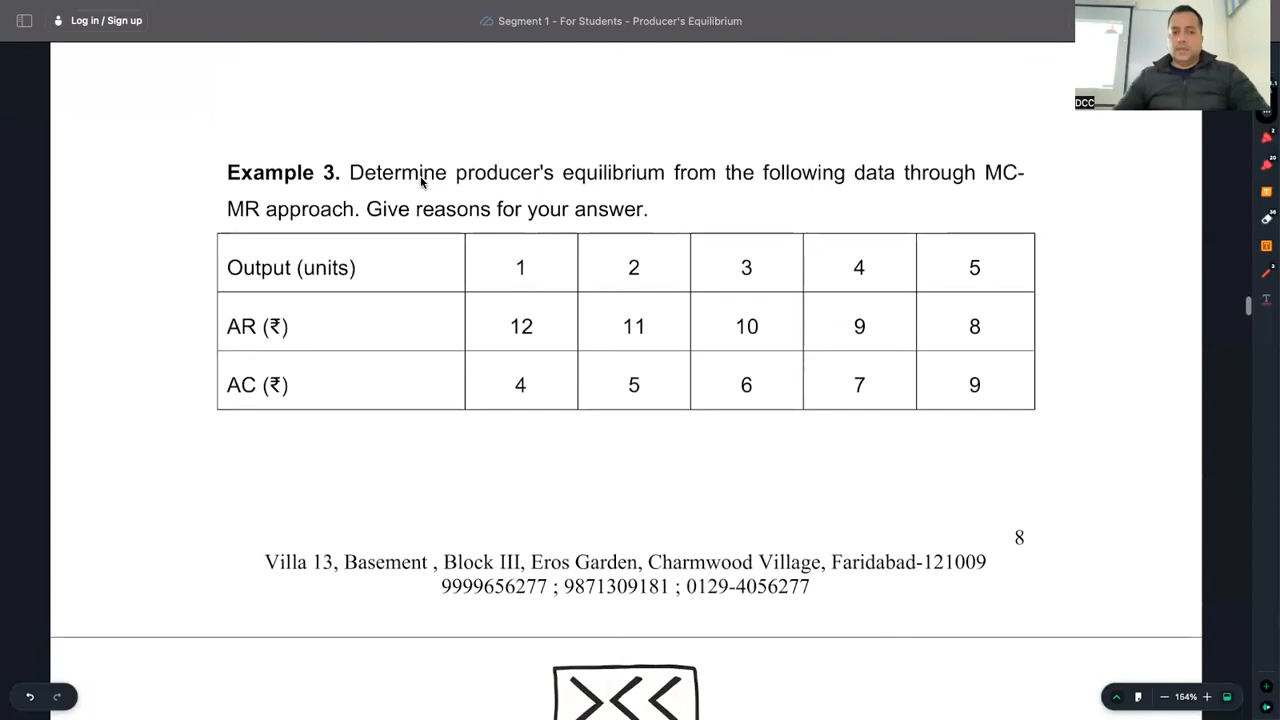 Log in / Sign up
Segment 1 - For Students - Producer's Equilibrium
DCC
Example 3. Determine producer's equilibrium from the following data through MC-
MR approach. Give reasons for your answer.
Output (units) 1 2 3 4 5
AR (₹) 12 11 10 9 8
AC (₹) 4 5 6 7 9
8
Villa 13, Basement , Block III, Eros Garden, Charmwood Village, Faridabad-121009
9999656277 ; 9871309181 ; 0129-4056277
154%